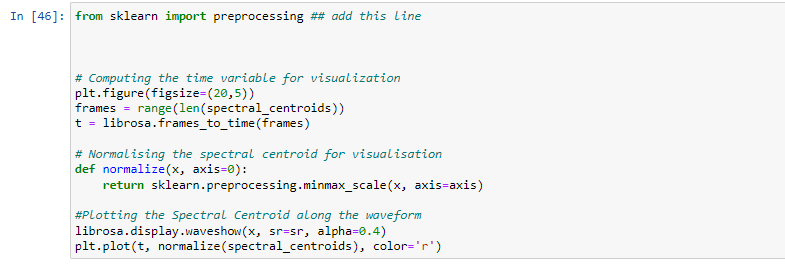 In [46]: from sklearn import preprocessing ## add this line
# Computing the time variable for visualization
plt.figure(figsize=(20,5))
frames = range(len(spectral_centroids))
t = librosa.frames_to_time(frames)
# Normalising the spectral centroid for visualisation
def normalize(x, axis=0):
    return sklearn.preprocessing.minmax_scale(x, axis=axis)
#Plotting the Spectral Centroid along the waveform
librosa.display.waveshow(x, sr=sr, alpha=0.4)
plt.plot(t, normalize(spectral_centroids), color='r')